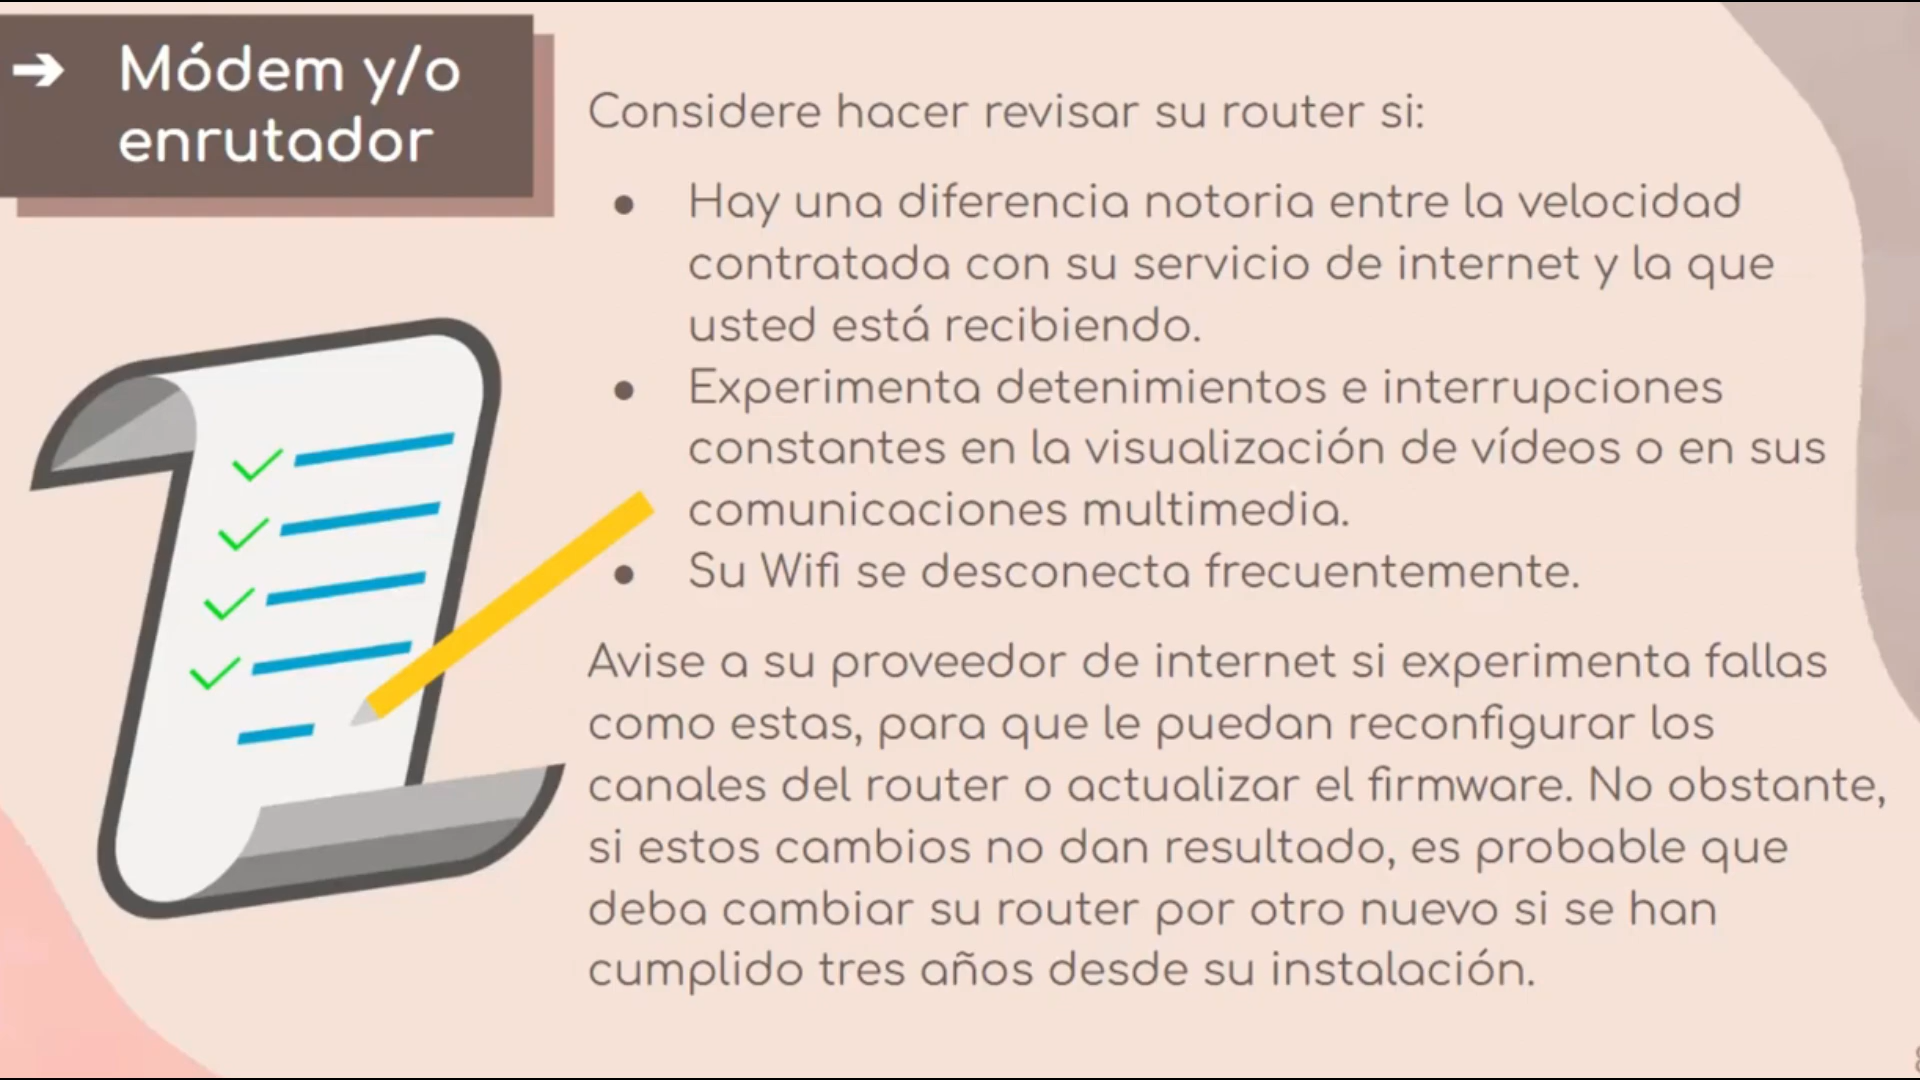 ➔ Módem y/o
enrutador
Considere hacer revisar su router si:
● Hay una diferencia notoria entre la velocidad
contratada con su servicio de internet y la que
usted está recibiendo.
● Experimenta detenimientos e interrupciones
constantes en la visualización de vídeos o en sus
comunicaciones multimedia.
● Su Wifi se desconecta frecuentemente.
Avise a su proveedor de internet si experimenta fallas
como estas, para que le puedan reconfigurar los
canales del router o actualizar el firmware. No obstante,
si estos cambios no dan resultado, es probable que
deba cambiar su router por otro nuevo si se han
cumplido tres años desde su instalación.